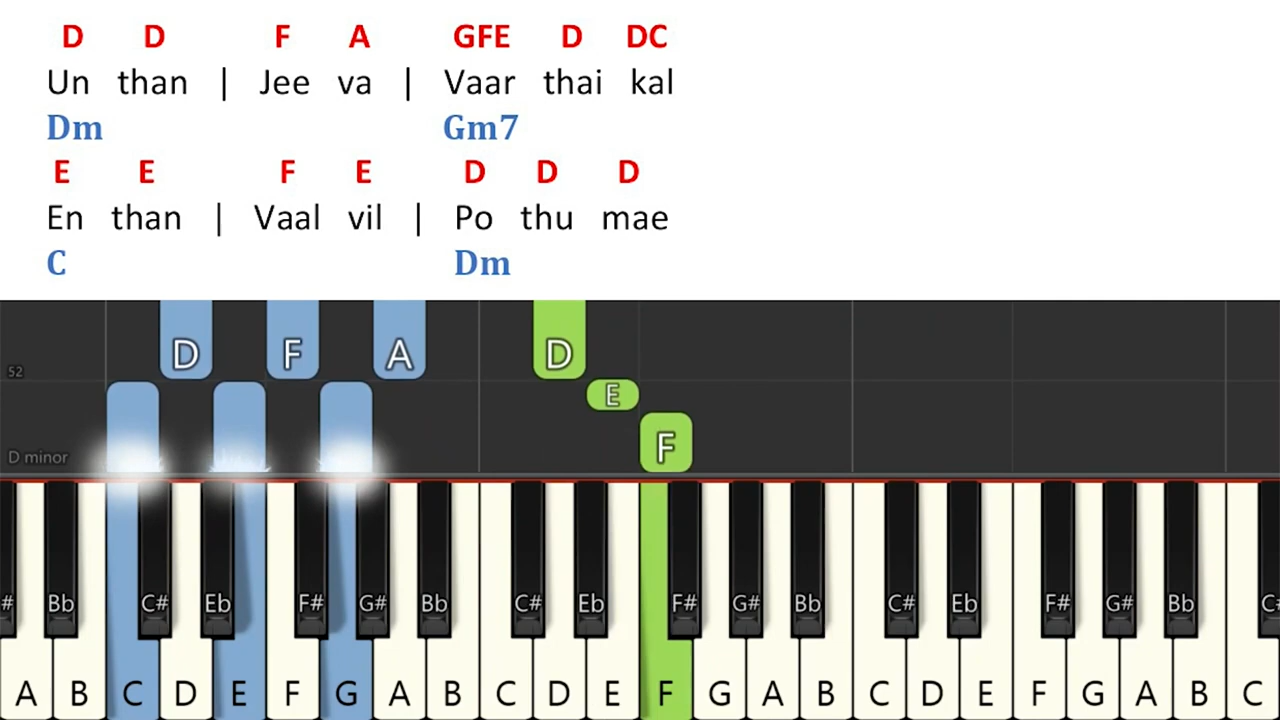 D D F A GFE D DC
Un than | Jee va | Vaar thai kal
Dm Gm7
E E F E D D D
En than | Vaal vil | Po thu mae
C Dm
D F A D
52
E
D minor
F
# Bb C# Eb F# G# Bb C# Eb F# G# Bb C# Eb F# G# Bb C
A B C D E F G A B C D E F G A B C D E F G A B C